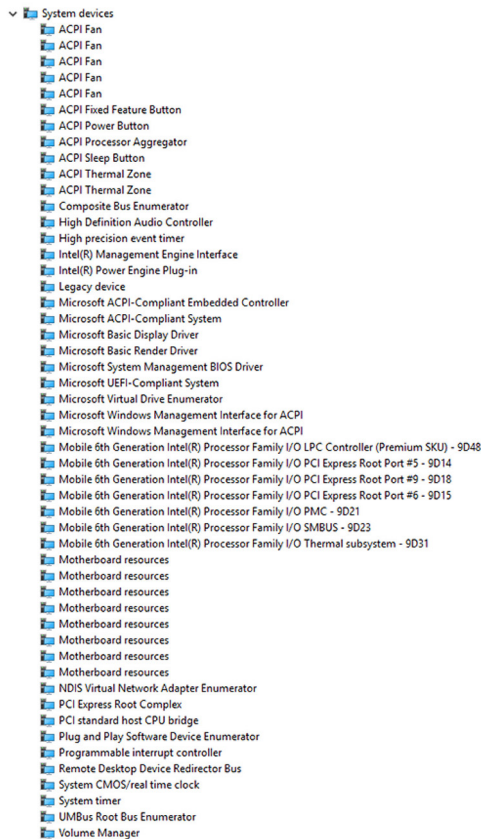 System devices
ACPI Fan
ACPI Fan
ACPI Fan
ACPI Fan
ACPI Fan
ACPI Fixed Feature Button
ACPI Power Button
ACPI Processor Aggregator
ACPI Sleep Button
ACPI Thermal Zone
ACPI Thermal Zone
Composite Bus Enumerator
High Definition Audio Controller
High precision event timer
Intel(R) Management Engine Interface
Intel(R) Power Engine Plug-in
Legacy device
Microsoft ACPI-Compliant Embedded Controller
Microsoft ACPI-Compliant System
Microsoft Basic Display Driver
Microsoft Basic Render Driver
Microsoft System Management BIOS Driver
Microsoft UEFI-Compliant System
Microsoft Virtual Drive Enumerator
Microsoft Windows Management Interface for ACPI
Microsoft Windows Management Interface for ACPI
Mobile 6th Generation Intel(R) Processor Family I/O LPC Controller (Premium SKU) - 9D48
Mobile 6th Generation Intel(R) Processor Family I/O PCI Express Root Port #5 - 9D14
Mobile 6th Generation Intel(R) Processor Family I/O PCI Express Root Port #9 - 9D18
Mobile 6th Generation Intel(R) Processor Family I/O PCI Express Root Port #6 - 9D15
Mobile 6th Generation Intel(R) Processor Family I/O PMC - 9D21
Mobile 6th Generation Intel(R) Processor Family I/O SMBUS - 9D23
Mobile 6th Generation Intel(R) Processor Family I/O Thermal subsystem - 9D31
Motherboard resources
Motherboard resources
Motherboard resources
Motherboard resources
Motherboard resources
Motherboard resources
Motherboard resources
Motherboard resources
NDIS Virtual Network Adapter Enumerator
PCI Express Root Complex
PCI standard host CPU bridge
Plug and Play Software Device Enumerator
Programmable interrupt controller
Remote Desktop Device Redirector Bus
System CMOS/real time clock
System timer
UMBus Root Bus Enumerator
Volume Manager